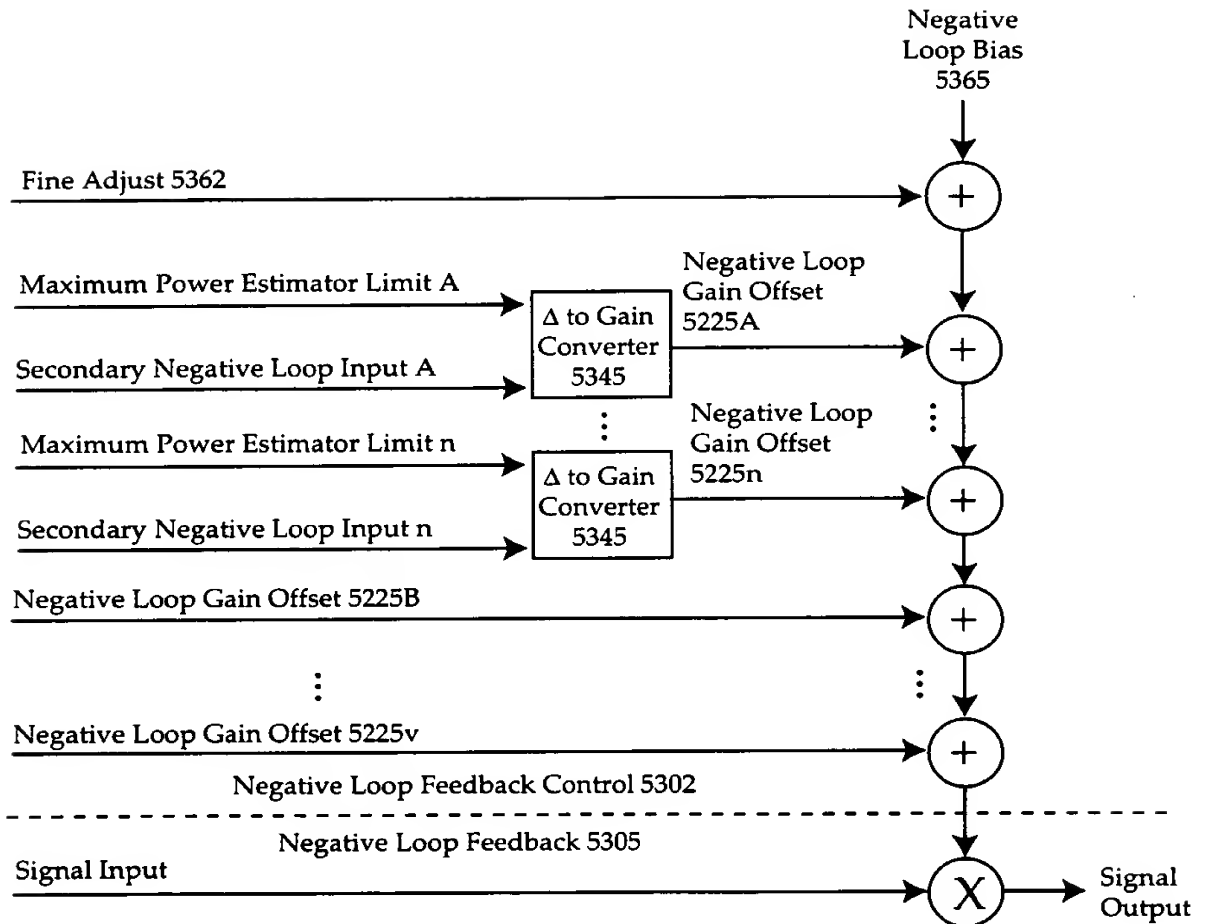 Negative
Loop Bias
5365
Fine Adjust 5362
+
Maximum Power Estimator Limit A
Secondary Negative Loop Input A
Δ to Gain
Converter
5345
Negative Loop
Gain Offset
5225A
+
Maximum Power Estimator Limit n
Secondary Negative Loop Input n
Δ to Gain
Converter
5345
Negative Loop
Gain Offset
5225n
+
Negative Loop Gain Offset 5225B
+
Negative Loop Gain Offset 5225v
+
Negative Loop Feedback Control 5302
Negative Loop Feedback 5305
Signal Input
X
Signal
Output